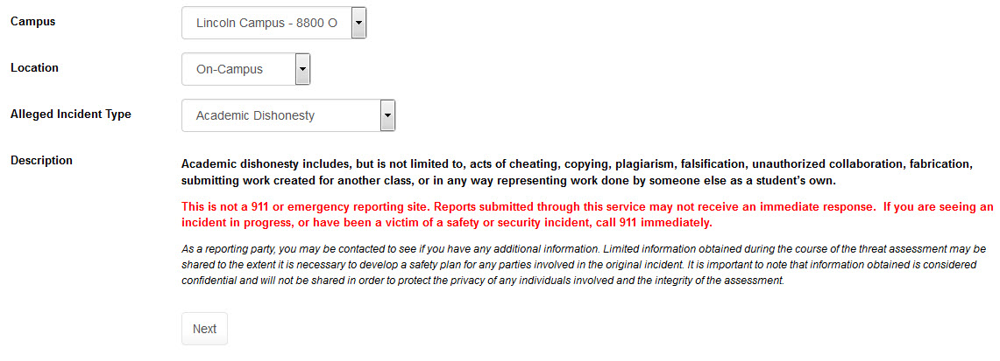 Campus
Lincoln Campus - 8800 O
Location
On-Campus
Alleged Incident Type
Academic Dishonesty
Description
Academic dishonesty includes, but is not limited to, acts of cheating, copying, plagiarism, falsification, unauthorized collaboration, fabrication,
submitting work created for another class, or in any way representing work done by someone else as a student’s own.
This is not a 911 or emergency reporting site. Reports submitted through this service may not receive an immediate response.  If you are seeing an
incident in progress, or have been a victim of a safety or security incident, call 911 immediately.
As a reporting party, you may be contacted to see if you have any additional information. Limited information obtained during the course of the threat assessment may be
shared to the extent it is necessary to develop a safety plan for any parties involved in the original incident. It is important to note that information obtained is considered
confidential and will not be shared in order to protect the privacy of any individuals involved and the integrity of the assessment.
Next